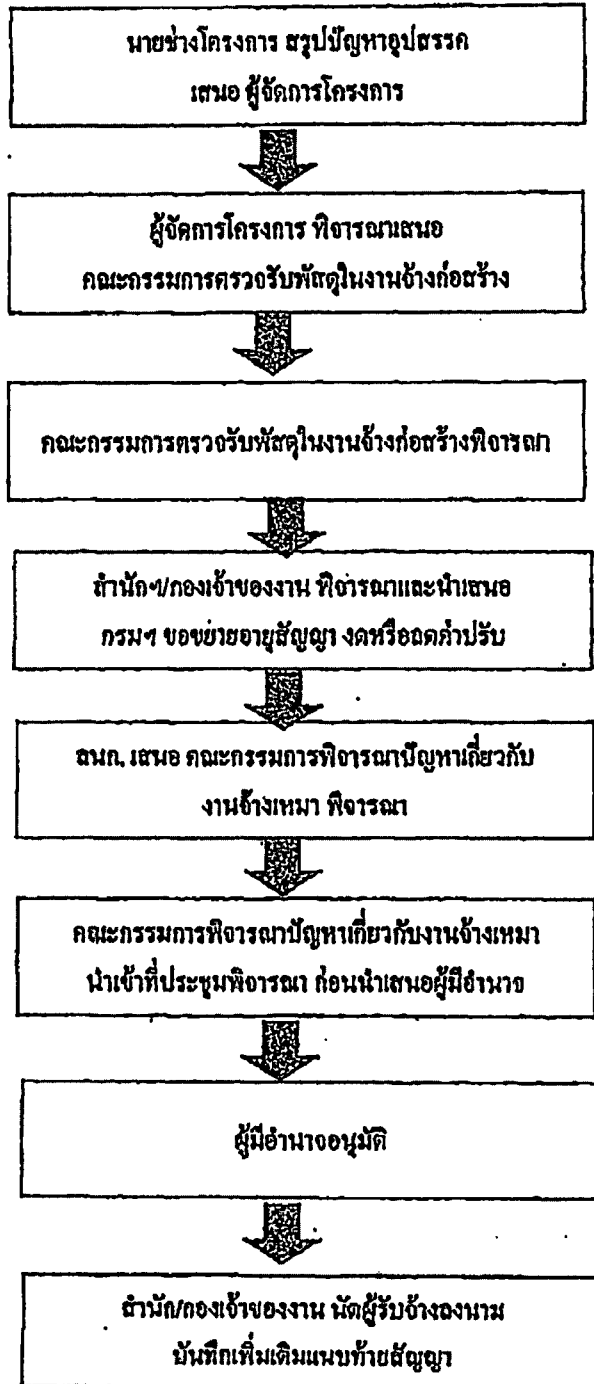 นายช่างโครงการ สรุปปัญหาอุปสรรค
เสนอ ผู้จัดการโครงการ
ผู้จัดการโครงการ พิจารณาเสนอ
คณะกรรมการตรวจรับพัสดุในงานจ้างก่อสร้าง
คณะกรรมการตรวจรับพัสดุในงานจ้างก่อสร้างพิจารณา
สำนักฯ/กองเจ้าของงาน พิจารณาและนำเสนอ
กรมฯ ขอขยายอายุสัญญา งดหรือลดค่าปรับ
สนก. เสนอ คณะกรรมการพิจารณาปัญหาเกี่ยวกับ
งานจ้างเหมา พิจารณา
คณะกรรมการพิจารณาปัญหาเกี่ยวกับงานจ้างเหมา
นำเข้าที่ประชุมพิจารณา ก่อนนำเสนอผู้มีอำนาจ
ผู้มีอำนาจอนุมัติ
สำนัก/กองเจ้าของงาน นัดผู้รับจ้างลงนาม
บันทึกเพิ่มเติมแนบท้ายสัญญา